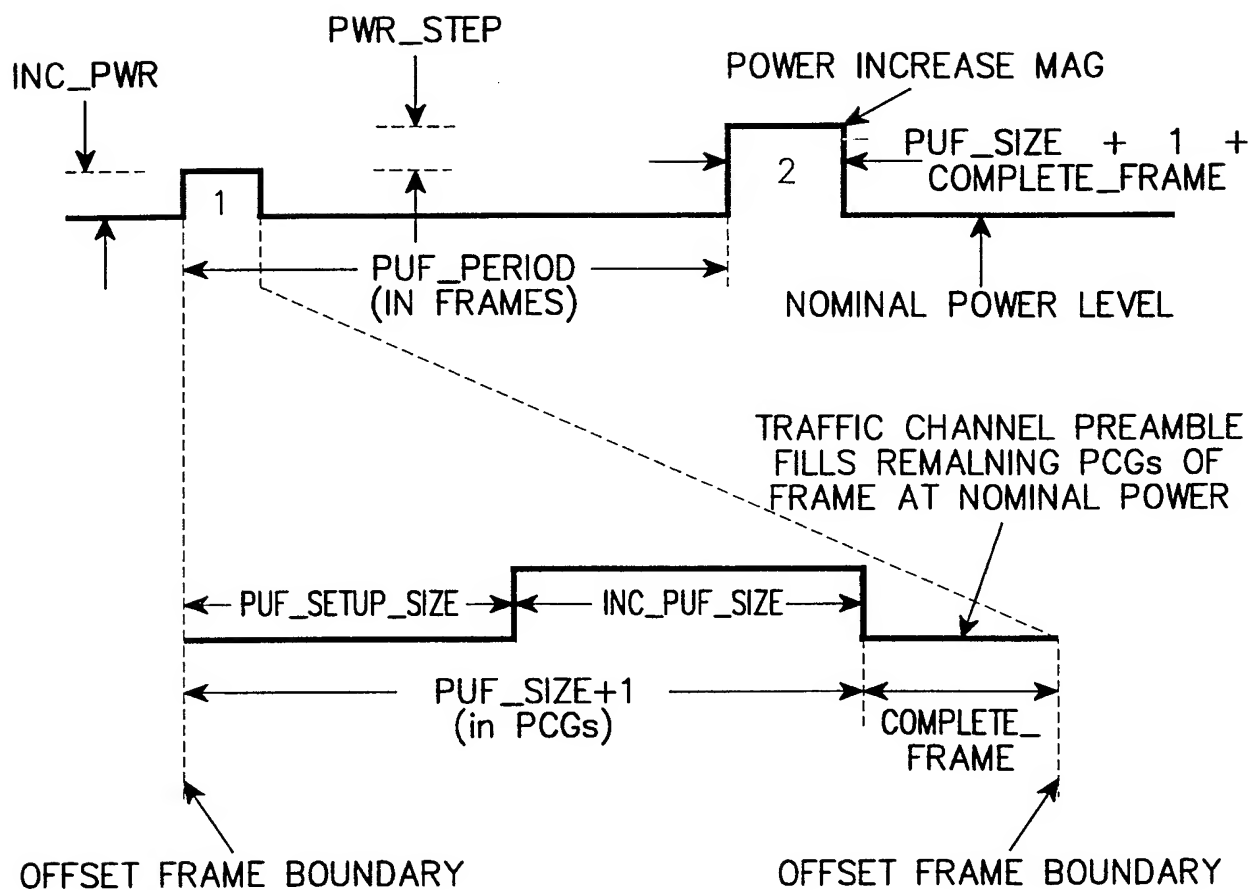 PWR_STEP
INC_PWR
POWER INCREASE MAG
PUF_SIZE + 1 +
COMPLETE_FRAME
1
2
PUF_PERIOD
(IN FRAMES)
NOMINAL POWER LEVEL
TRAFFIC CHANNEL PREAMBLE
FILLS REMALNING PCGs OF
FRAME AT NOMINAL POWER
PUF_SETUP_SIZE
INC_PUF_SIZE
PUF_SIZE+1
(in PCGs)
COMPLETE_
FRAME
OFFSET FRAME BOUNDARY
OFFSET FRAME BOUNDARY